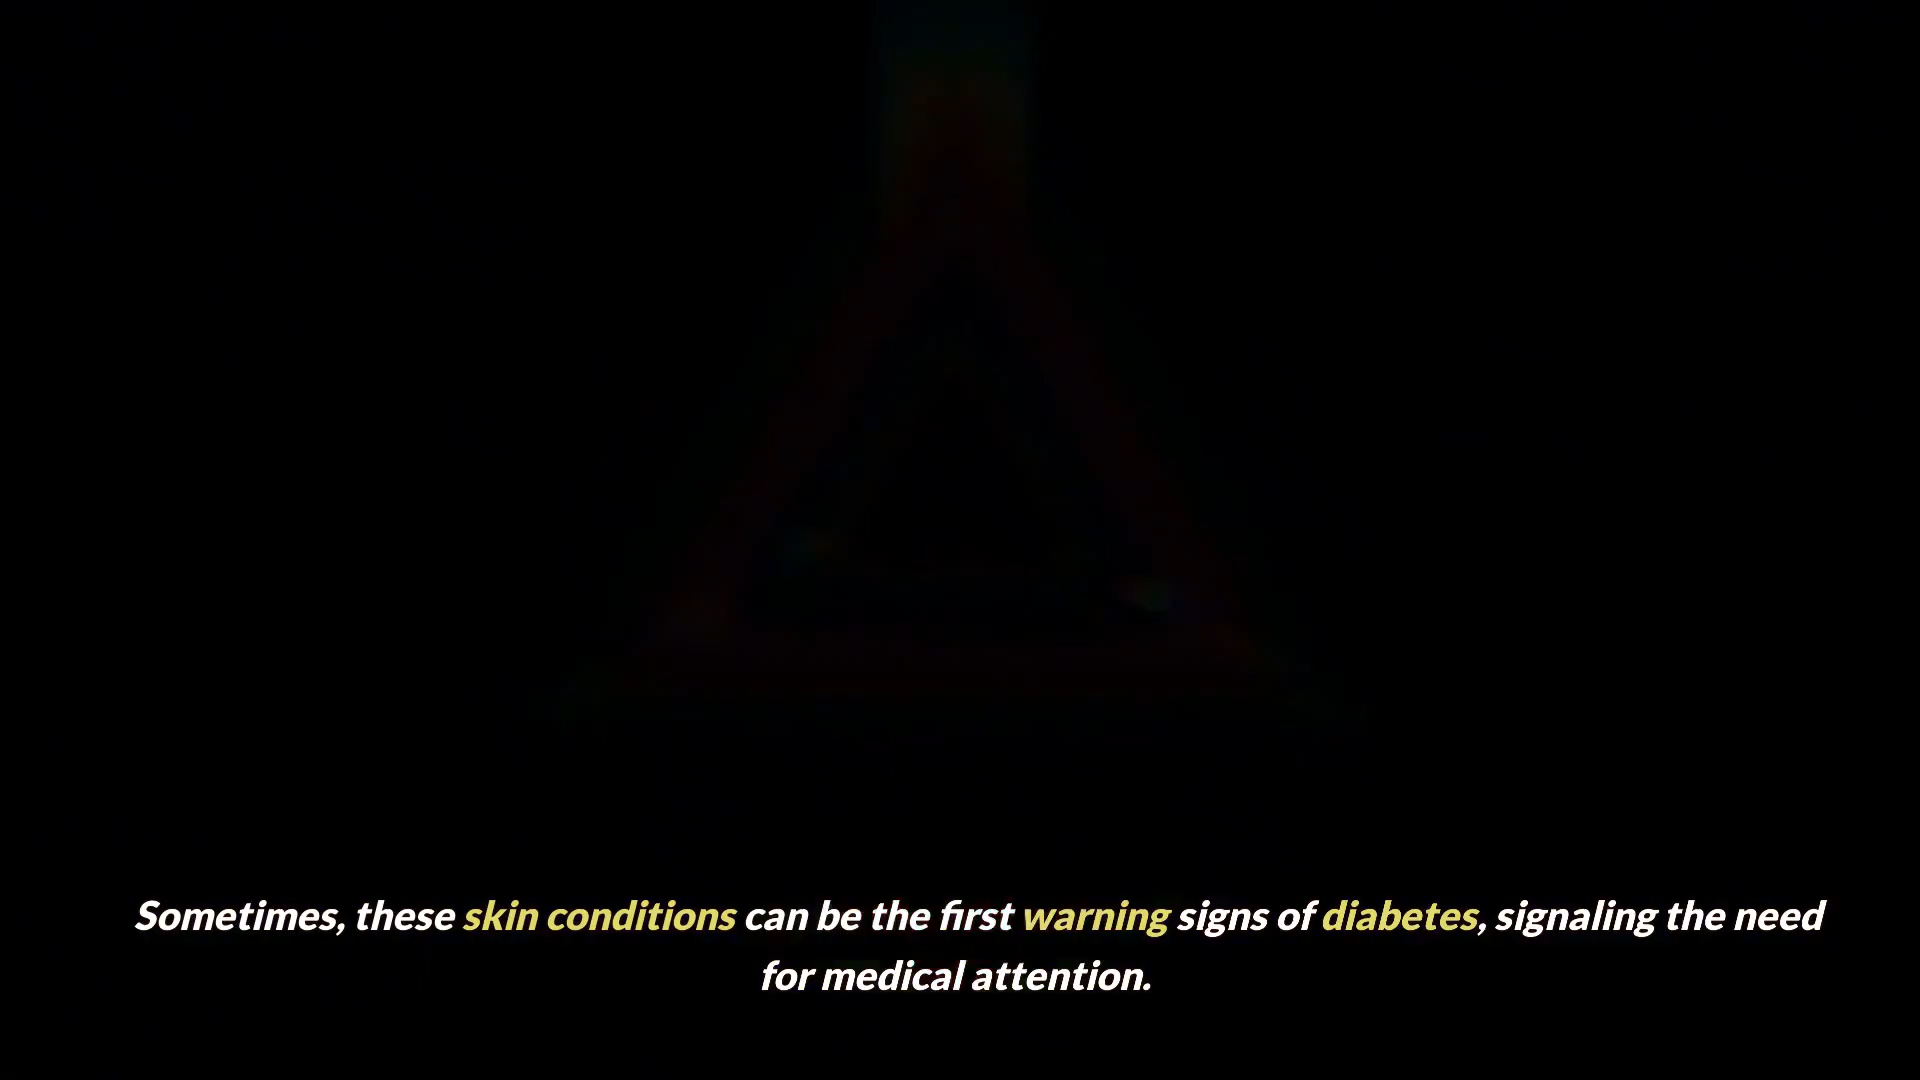 Sometimes, these skin conditions can be the first warning signs of diabetes, signaling the need
for medical attention.